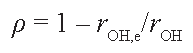 ρ = 1 – r_OH,e/r_OH